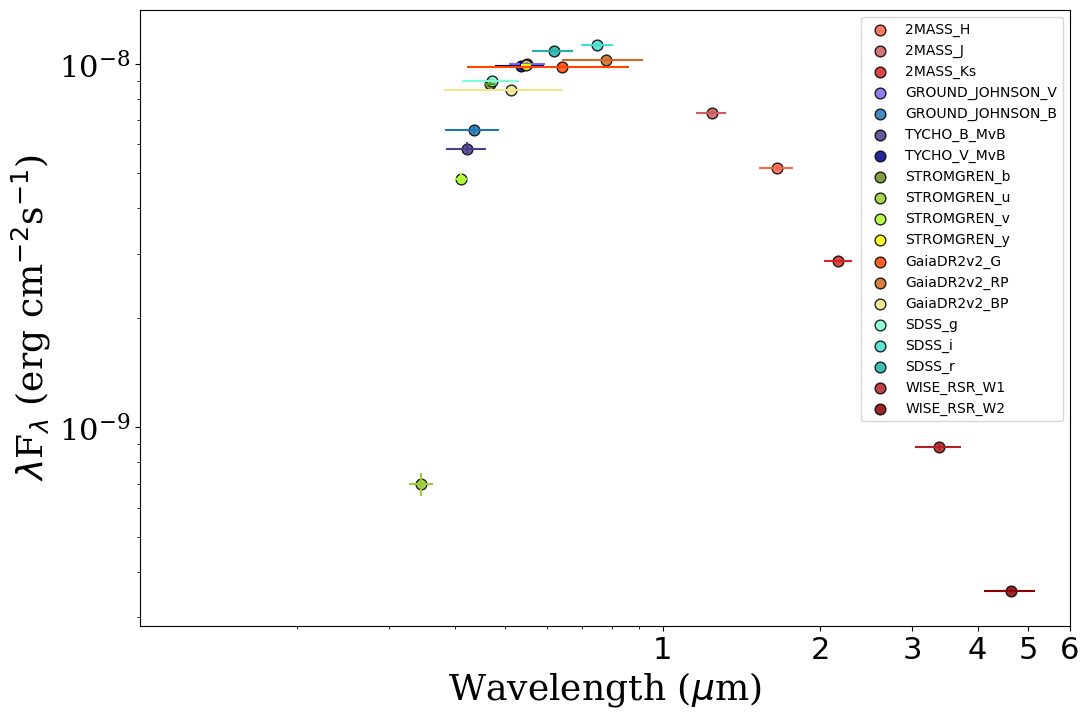 10⁻⁸
10⁻⁹
λF_λ (erg cm⁻²s⁻¹)
2MASS_H
2MASS_J
2MASS_Ks
GROUND_JOHNSON_V
GROUND_JOHNSON_B
TYCHO_B_MvB
TYCHO_V_MvB
STROMGREN_b
STROMGREN_u
STROMGREN_v
STROMGREN_y
GaiaDR2v2_G
GaiaDR2v2_RP
GaiaDR2v2_BP
SDSS_g
SDSS_i
SDSS_r
WISE_RSR_W1
WISE_RSR_W2
1 2 3 4 5 6
Wavelength (μm)